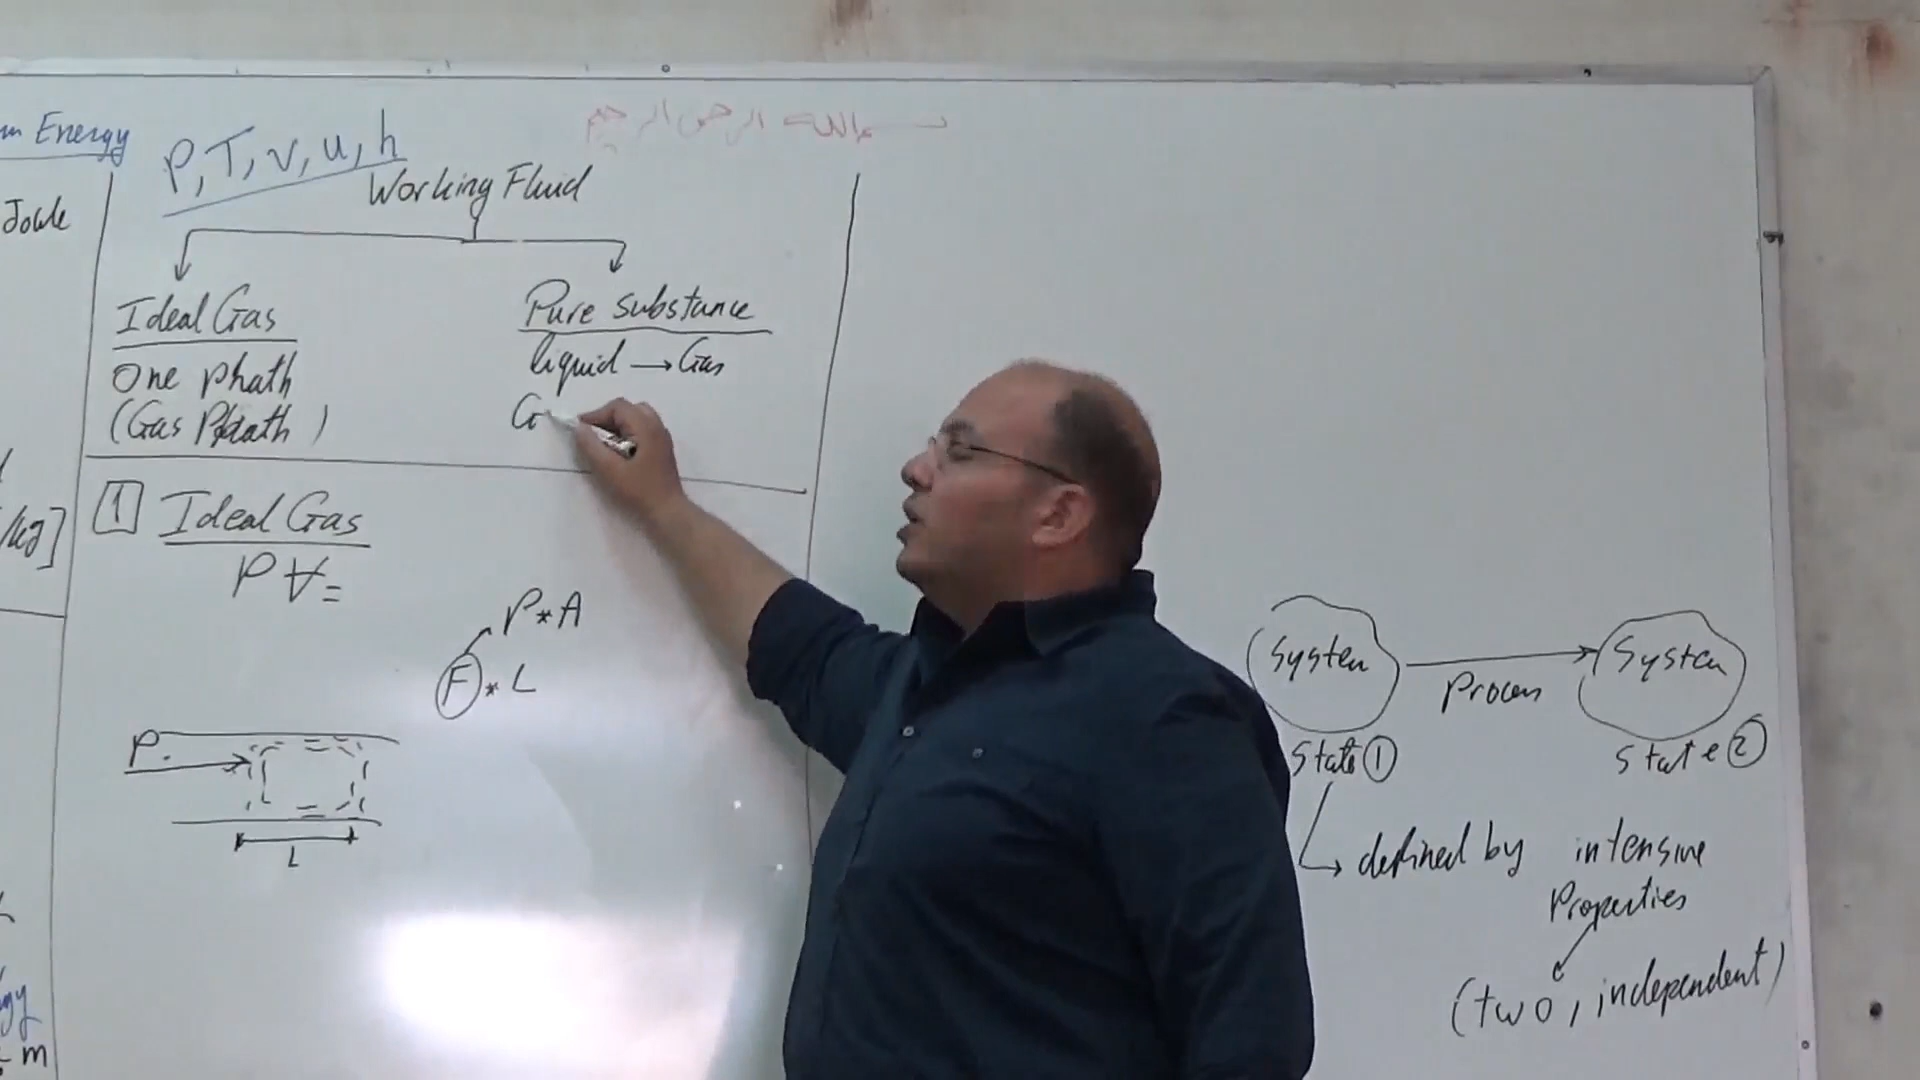 بسم الله الرحمن الرحيم
Energy
Joule
/kg]
m
P, T, v, u, h
Working Fluid
Ideal Gas
One phath
(Gas Phath)
Pure substance
liquid → Gas
G
1 Ideal Gas
P V =
P * A
F * L
P.
L
System
Process
System
State 1
State 2
defined by intensive
Properties
(two, independent)